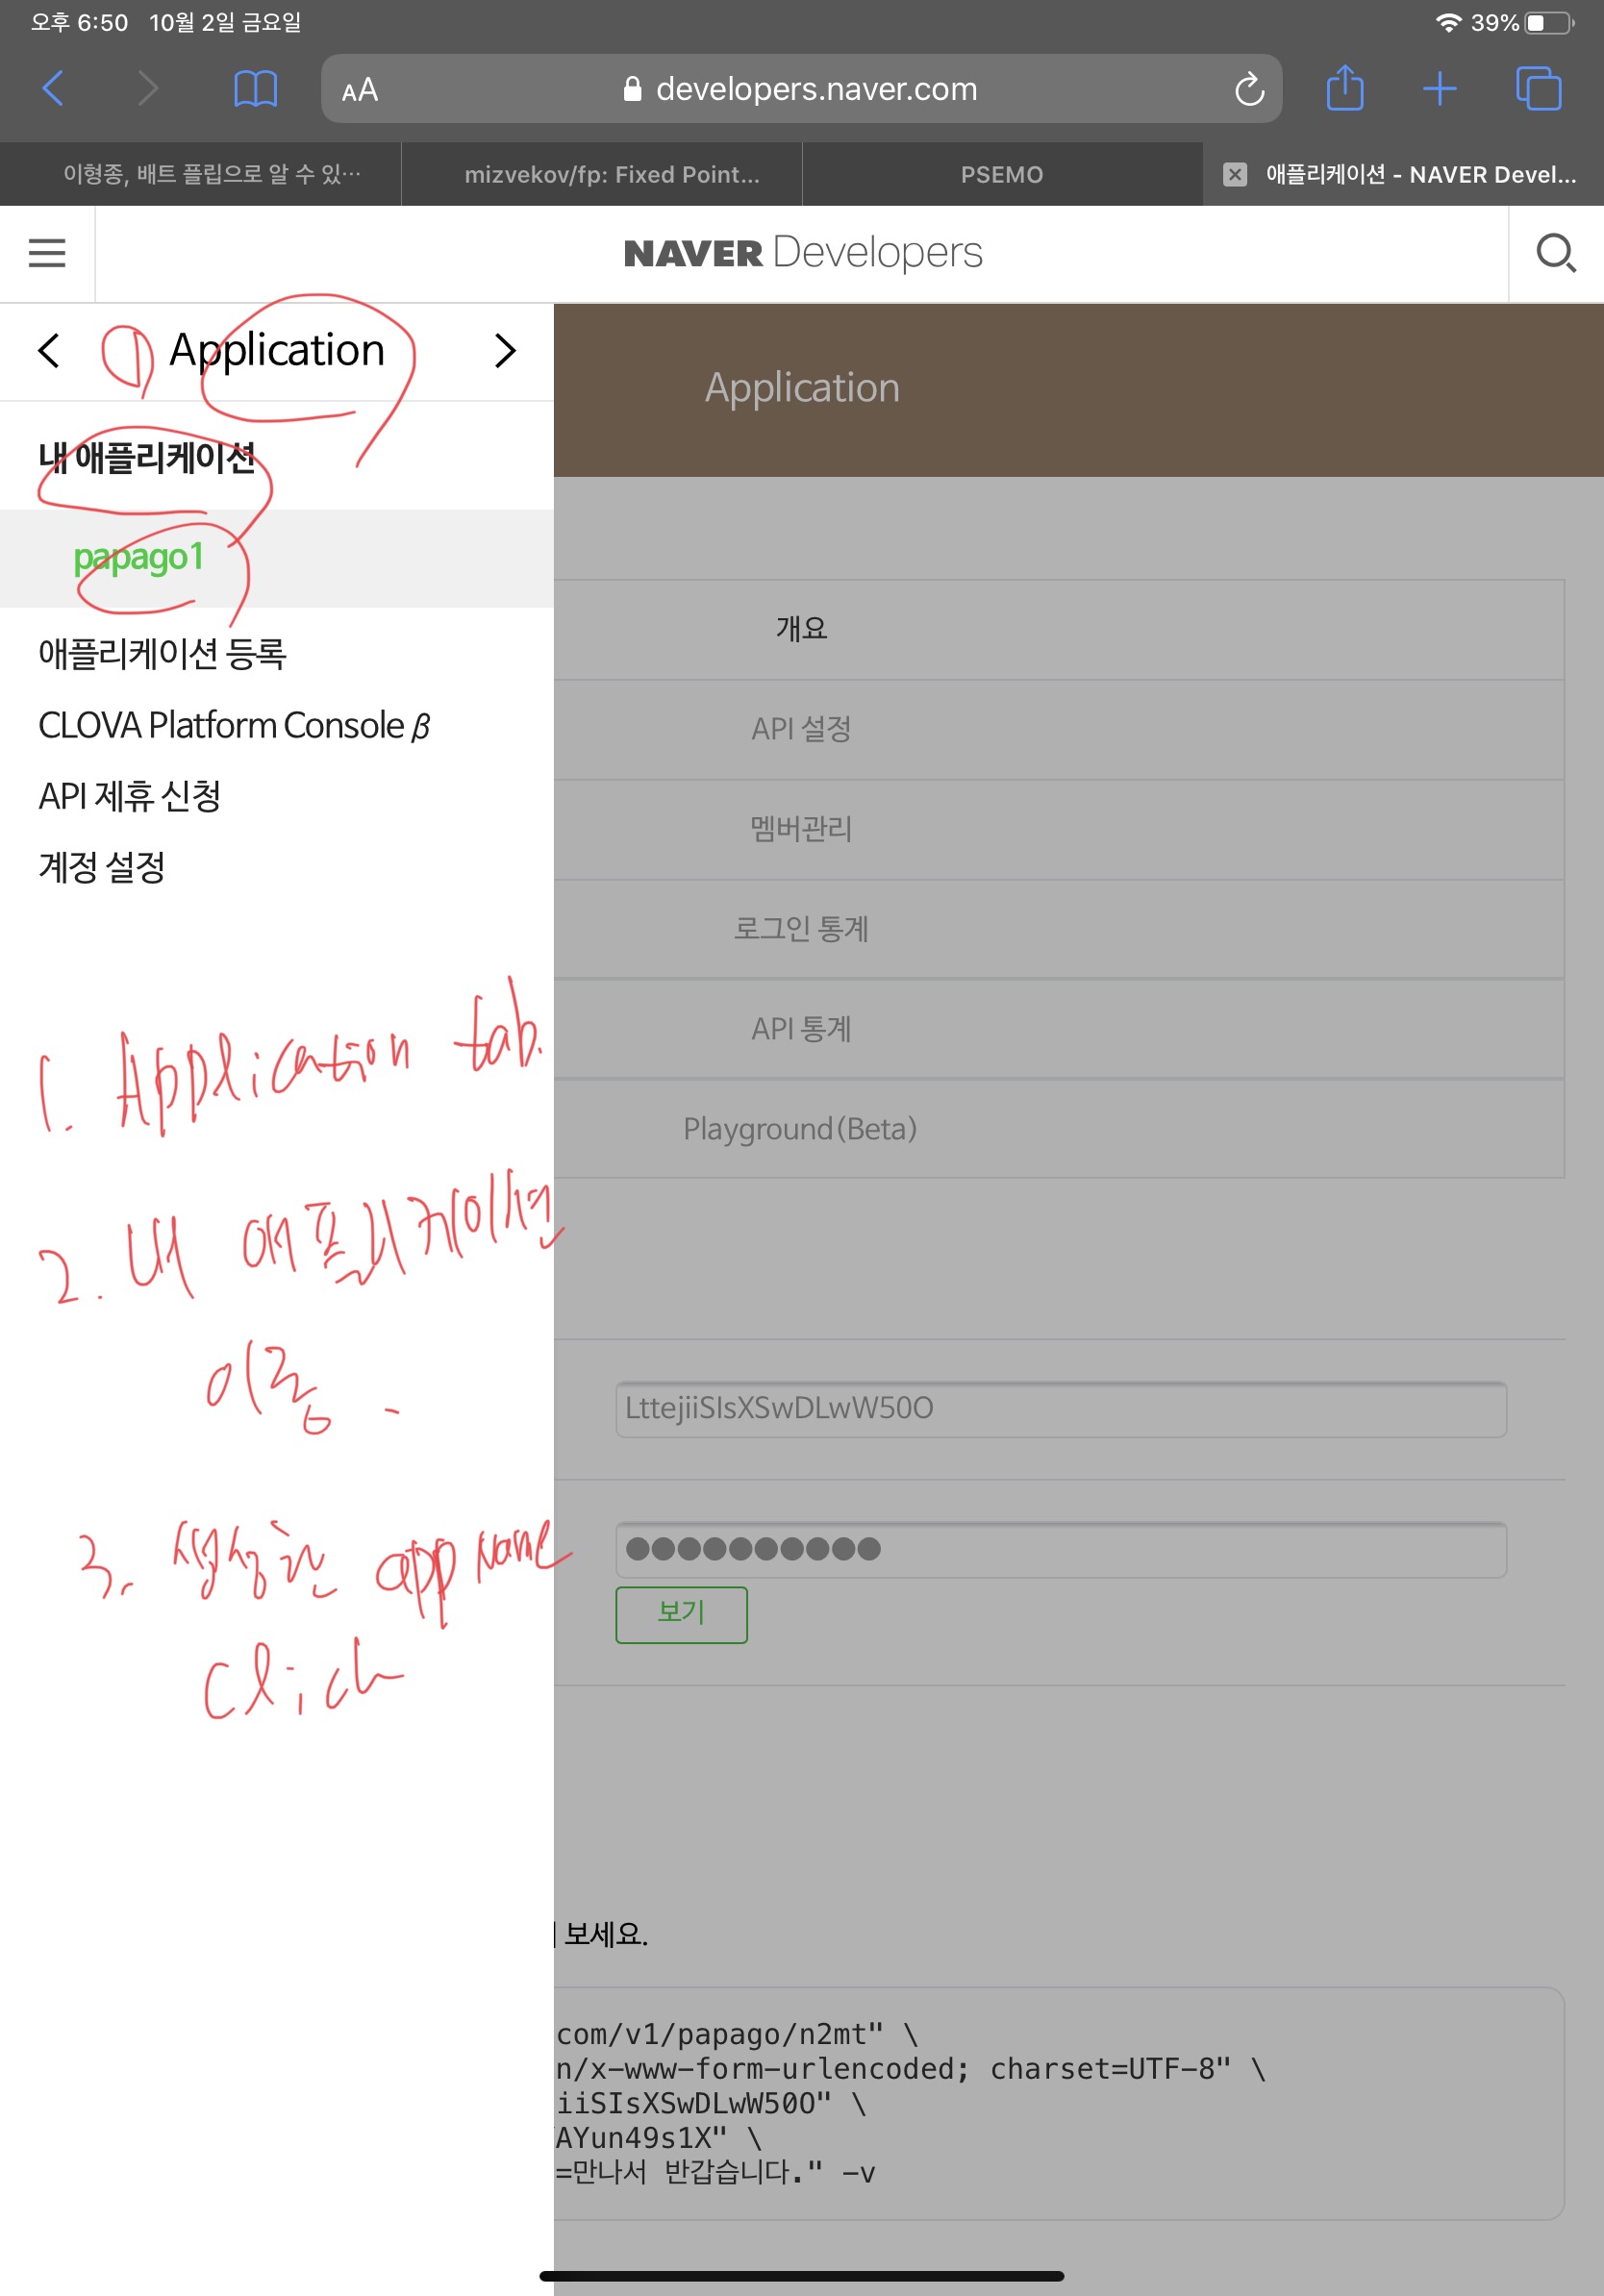 오후 6:50 10월 2일 금요일 39%
AA developers.naver.com
이형종, 배트 플립으로 알 수 있… mizvekov/fp: Fixed Point... PSEMO 애플리케이션 - NAVER Devel...
NAVER Developers
① Application
Application
내 애플리케이션
papago1
애플리케이션 등록
CLOVA Platform Console β
API 제휴 신청
계정 설정
개요
API 설정
멤버관리
로그인 통계
API 통계
Playground(Beta)
1. Application tab.
2. 내 애플리케이션
이동.
3. 생성한 app name
Click
LttejiiSIsXSwDLwW50O
보기
보세요.
com/v1/papago/n2mt" \
n/x-www-form-urlencoded; charset=UTF-8" \
iiSIsXSwDLwW50O" \
AYun49s1X" \
=만나서 반갑습니다." -v